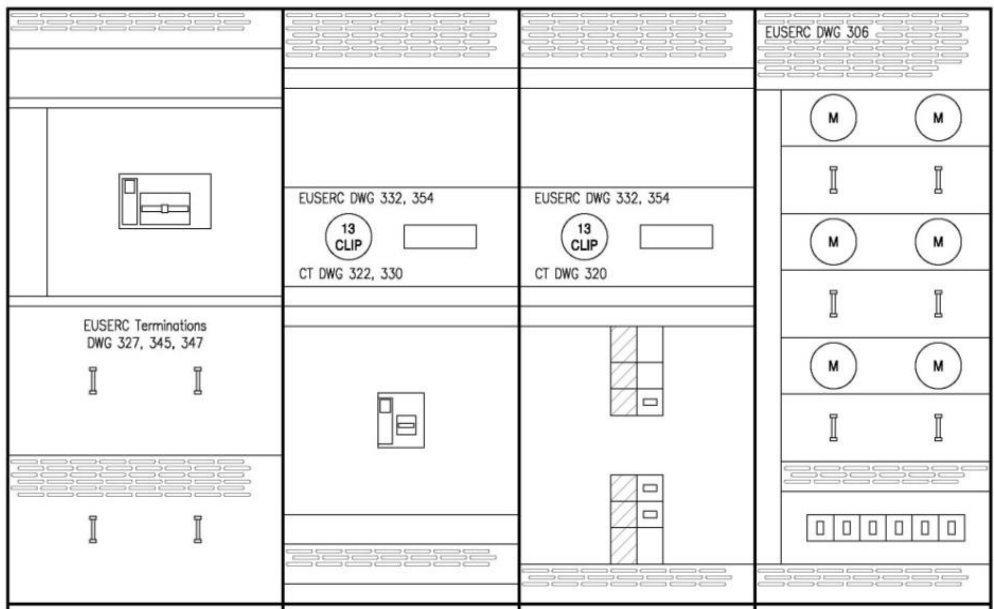 EUSERC DWG 306
M M
EUSERC DWG 332, 354
13
CLIP
CT DWG 322, 330
EUSERC DWG 332, 354
13
CLIP
CT DWG 320
M M
EUSERC Terminations
DWG 327, 345, 347
M M